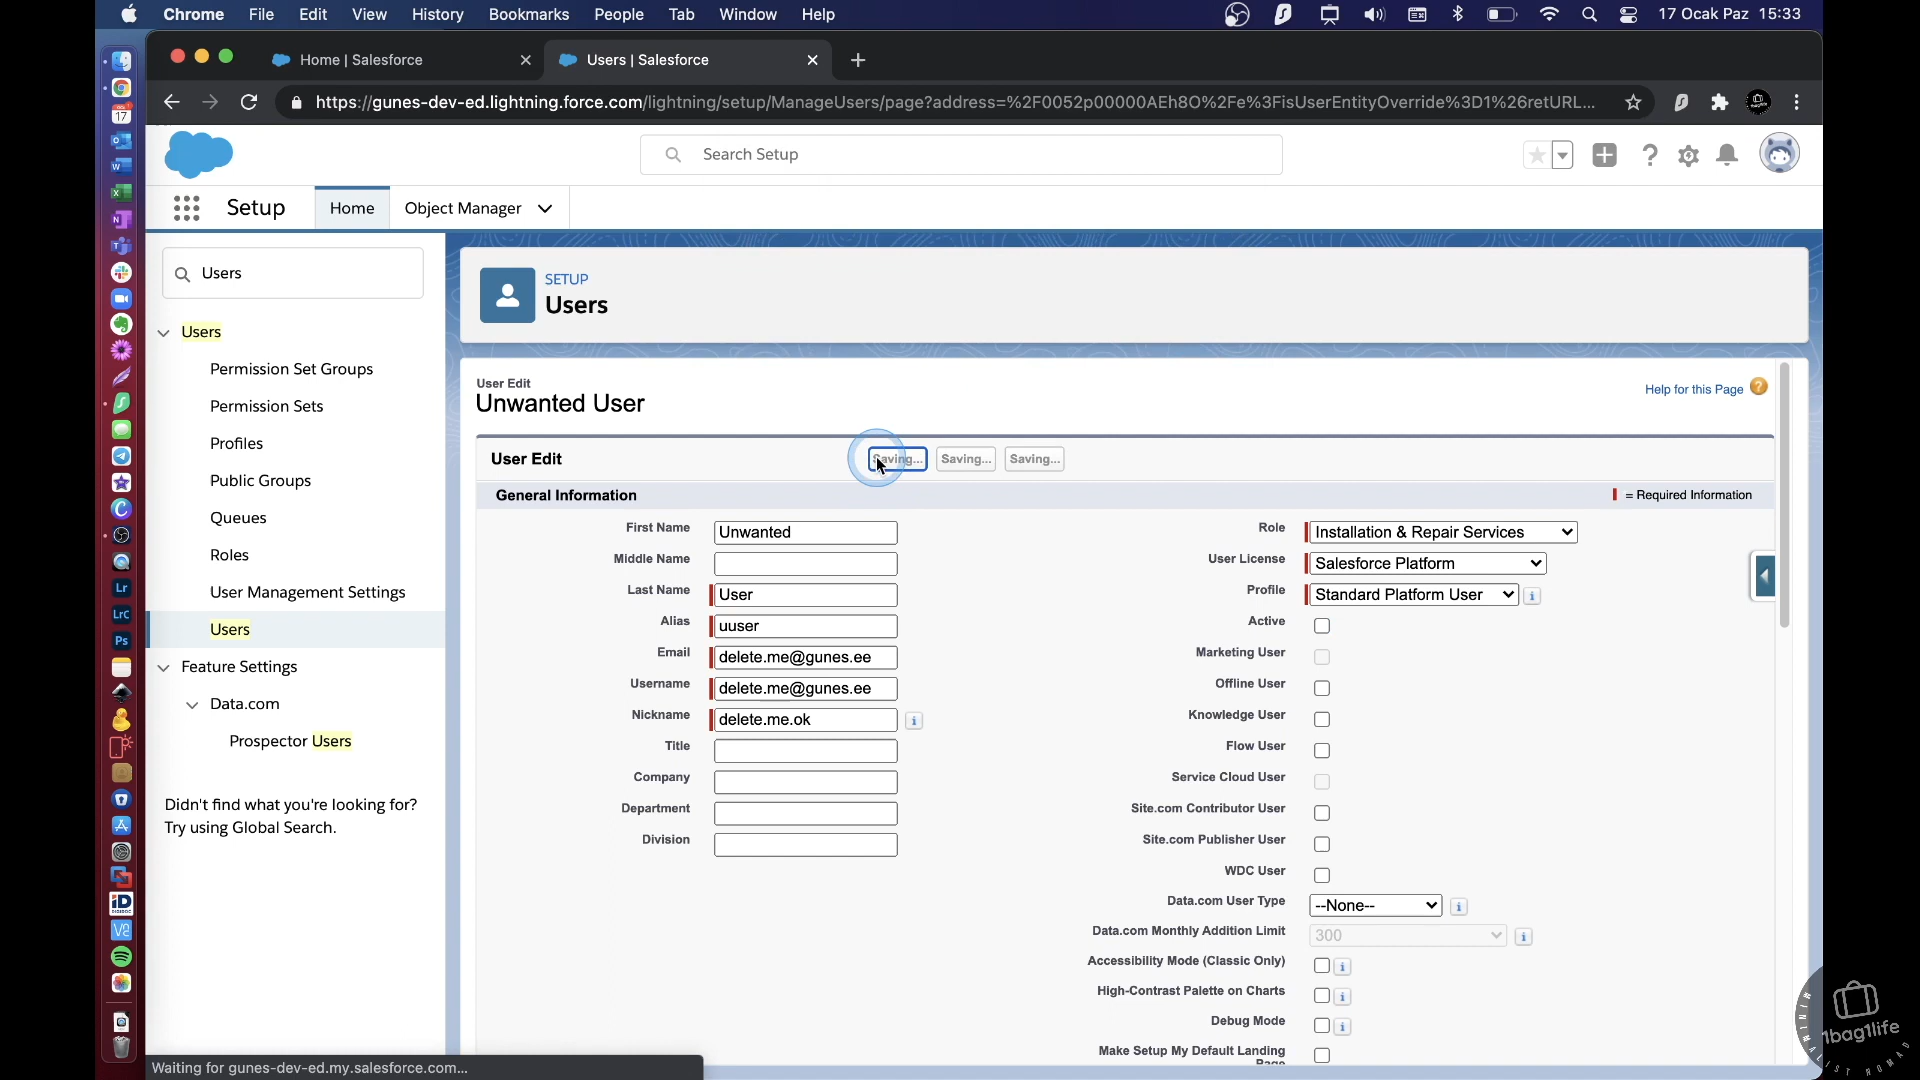 Chrome File Edit View History Bookmarks People Tab Window Help
17 Ocak Paz 15:33
Home | Salesforce
Users | Salesforce
https://gunes-dev-ed.lightning.force.com/lightning/setup/ManageUsers/page?address=%2F0052p00000AEh8O%2Fe%3FisUserEntityOverride%3D1%26retURL...
Search Setup
Setup
Home
Object Manager
Users
Users
Permission Set Groups
Permission Sets
Profiles
Public Groups
Queues
Roles
User Management Settings
Users
Feature Settings
Data.com
Prospector Users
Didn't find what you're looking for?
Try using Global Search.
SETUP
Users
User Edit
Unwanted User
Help for this Page
User Edit
Saving...
Saving...
Saving...
General Information
= Required Information
First Name Unwanted
Middle Name
Last Name User
Alias uuser
Email delete.me@gunes.ee
Username delete.me@gunes.ee
Nickname delete.me.ok
Title
Company
Department
Division
Role Installation & Repair Services
User License Salesforce Platform
Profile Standard Platform User
Active
Marketing User
Offline User
Knowledge User
Flow User
Service Cloud User
Site.com Contributor User
Site.com Publisher User
WDC User
Data.com User Type --None--
Data.com Monthly Addition Limit 300
Accessibility Mode (Classic Only)
High-Contrast Palette on Charts
Debug Mode
Make Setup My Default Landing
Page
Waiting for gunes-dev-ed.my.salesforce.com...
17
Lr
LrC
Ps
iD
1bag1life
MINIMALIST NOMAD